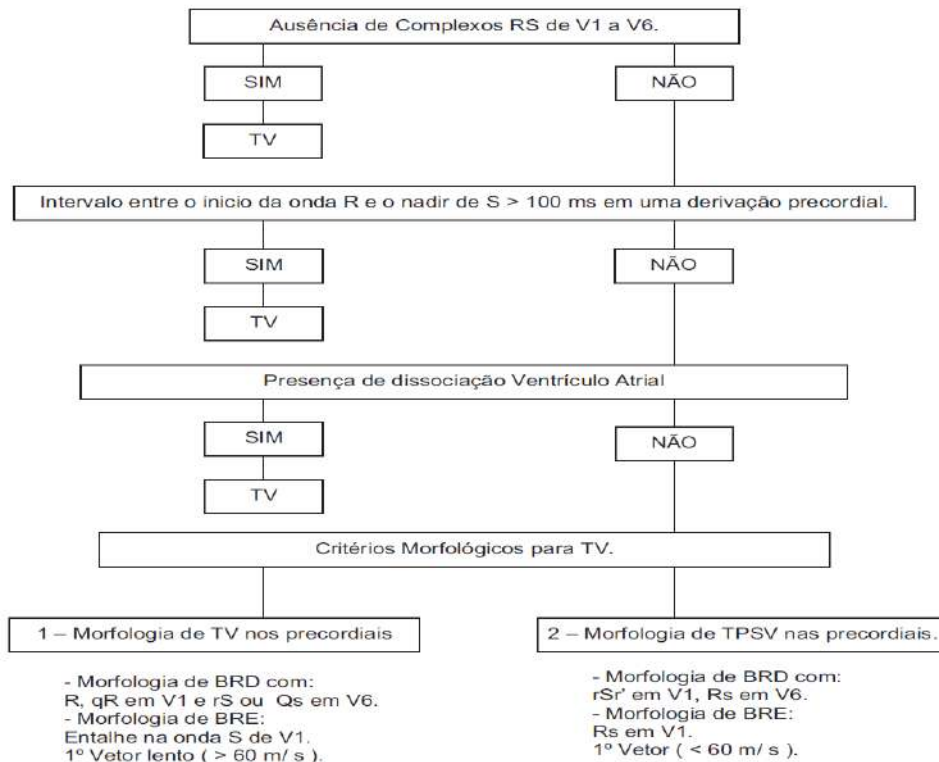 Ausência de Complexos RS de V1 a V6.
SIM
NÃO
TV
Intervalo entre o inicio da onda R e o nadir de S > 100 ms em uma derivação precordial.
SIM
NÃO
TV
Presença de dissociação Ventrículo Atrial
SIM
NÃO
TV
Critérios Morfológicos para TV.
1 – Morfologia de TV nos precordiais
- Morfologia de BRD com:
R, qR em V1 e rS ou Qs em V6.
- Morfologia de BRE:
Entalhe na onda S de V1.
1º Vetor lento ( > 60 m/ s ).
2 – Morfologia de TPSV nas precordiais.
- Morfologia de BRD com:
rSr' em V1, Rs em V6.
- Morfologia de BRE:
Rs em V1.
1º Vetor ( < 60 m/ s ).